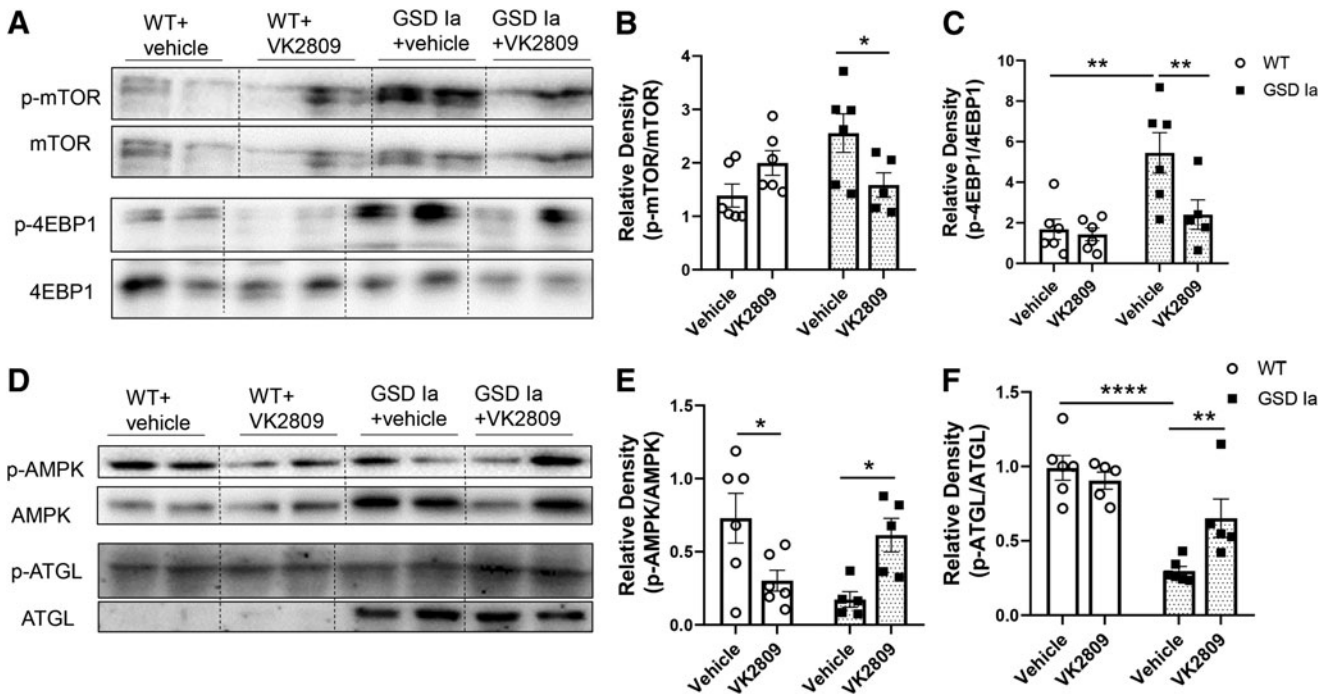 A
WT+
vehicle
WT+
VK2809
GSD Ia
+vehicle
GSD Ia
+VK2809
p-mTOR
mTOR
p-4EBP1
4EBP1
B
Relative Density
(p-mTOR/mTOR)
4
3
2
1
0
*
Vehicle
VK2809
Vehicle
VK2809
C
WT
GSD Ia
Relative Density
(p-4EBP1/4EBP1)
10
8
6
4
2
0
**
**
Vehicle
VK2809
Vehicle
VK2809
D
WT+
vehicle
WT+
VK2809
GSD Ia
+vehicle
GSD Ia
+VK2809
p-AMPK
AMPK
p-ATGL
ATGL
E
Relative Density
(p-AMPK/AMPK)
1.5
1.0
0.5
0.0
*
*
Vehicle
VK2809
Vehicle
VK2809
F
WT
GSD Ia
Relative Density
(p-ATGL/ATGL)
1.5
1.0
0.5
0.0
****
**
Vehicle
VK2809
Vehicle
VK2809